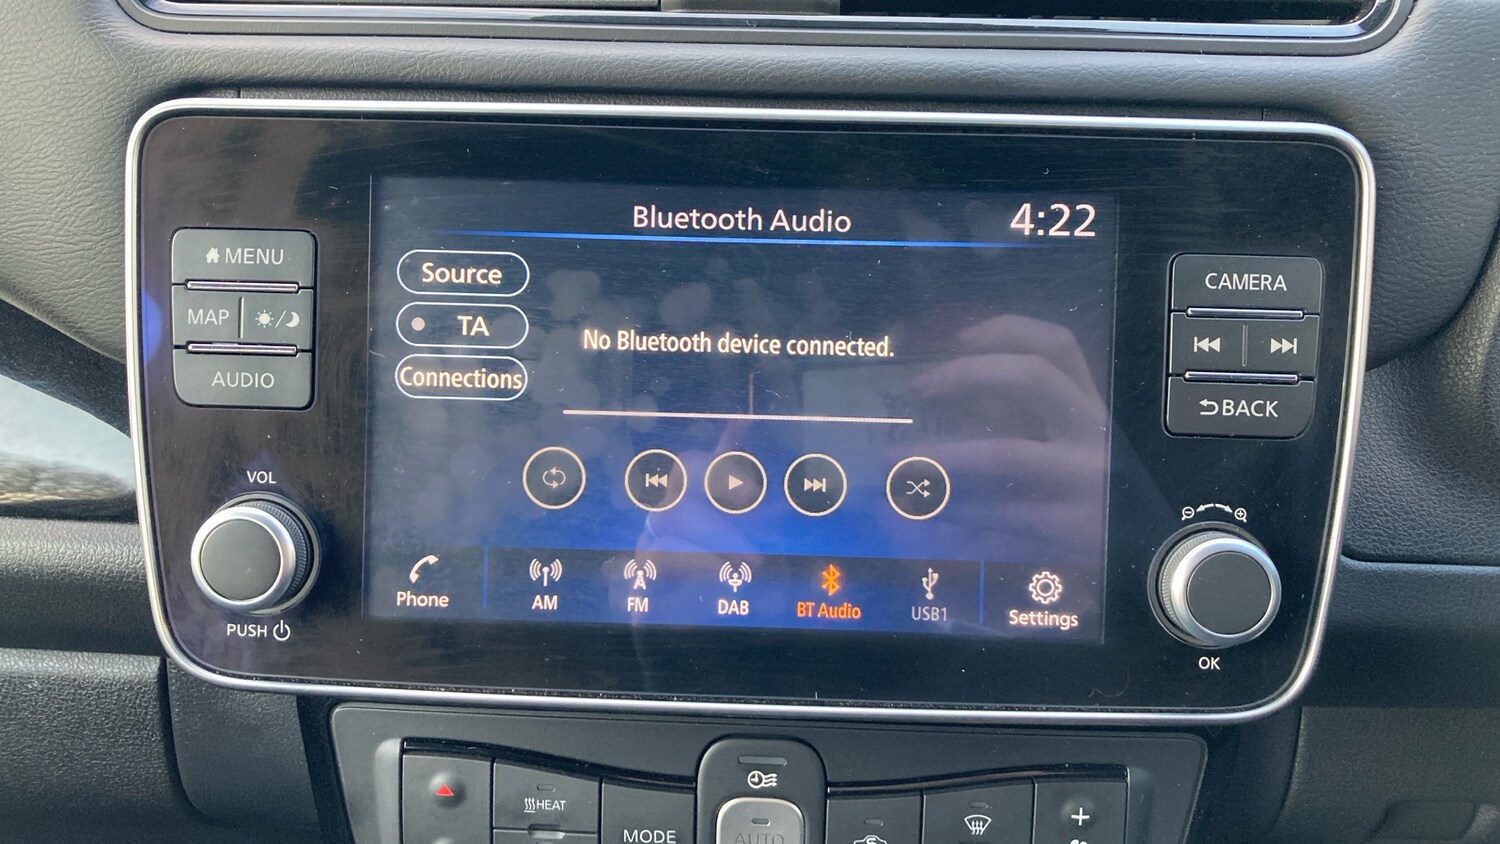 Bluetooth Audio
4:22
MENU
MAP
AUDIO
VOL
PUSH
Source
TA
Connections
No Bluetooth device connected.
Phone
AM
FM
DAB
BT Audio
USB1
Settings
CAMERA
BACK
OK
HEAT
MODE
AUTO
+